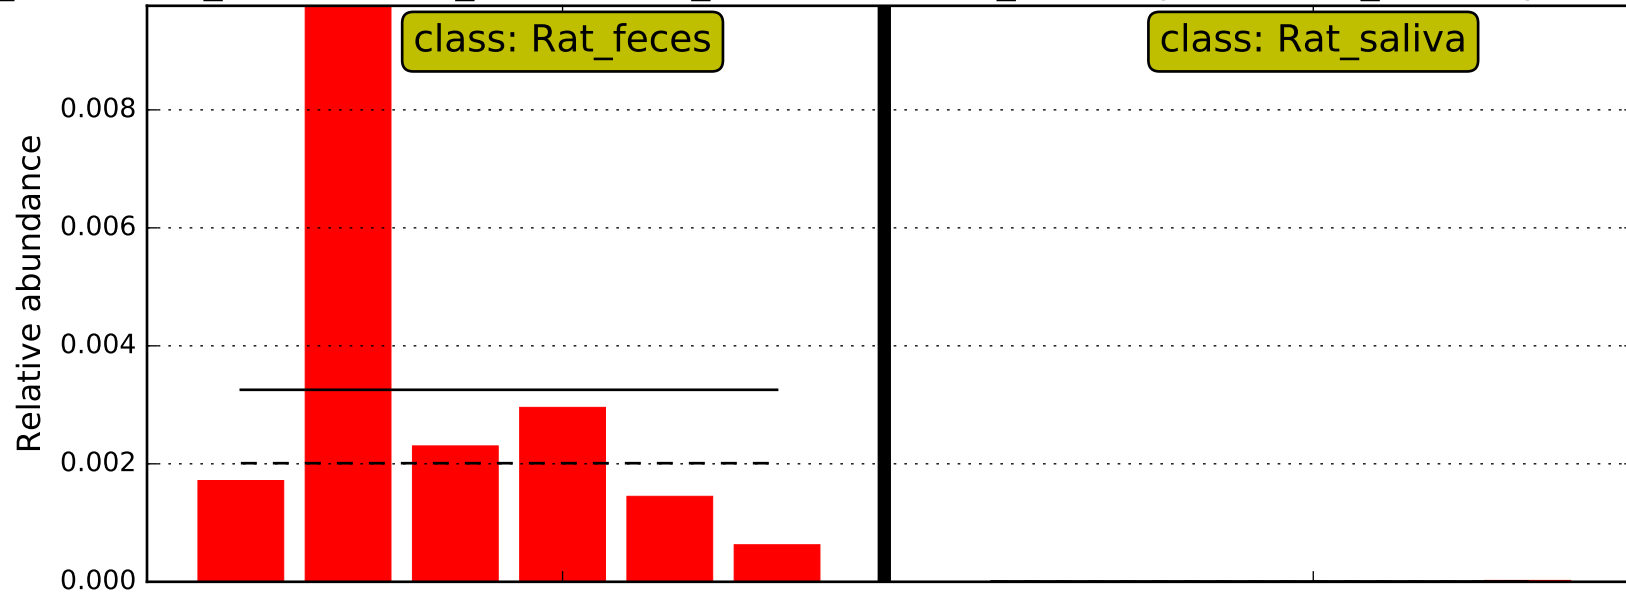 class: Rat_feces
class: Rat_saliva
Relative abundance
0.008
0.006
0.004
0.002
0.000